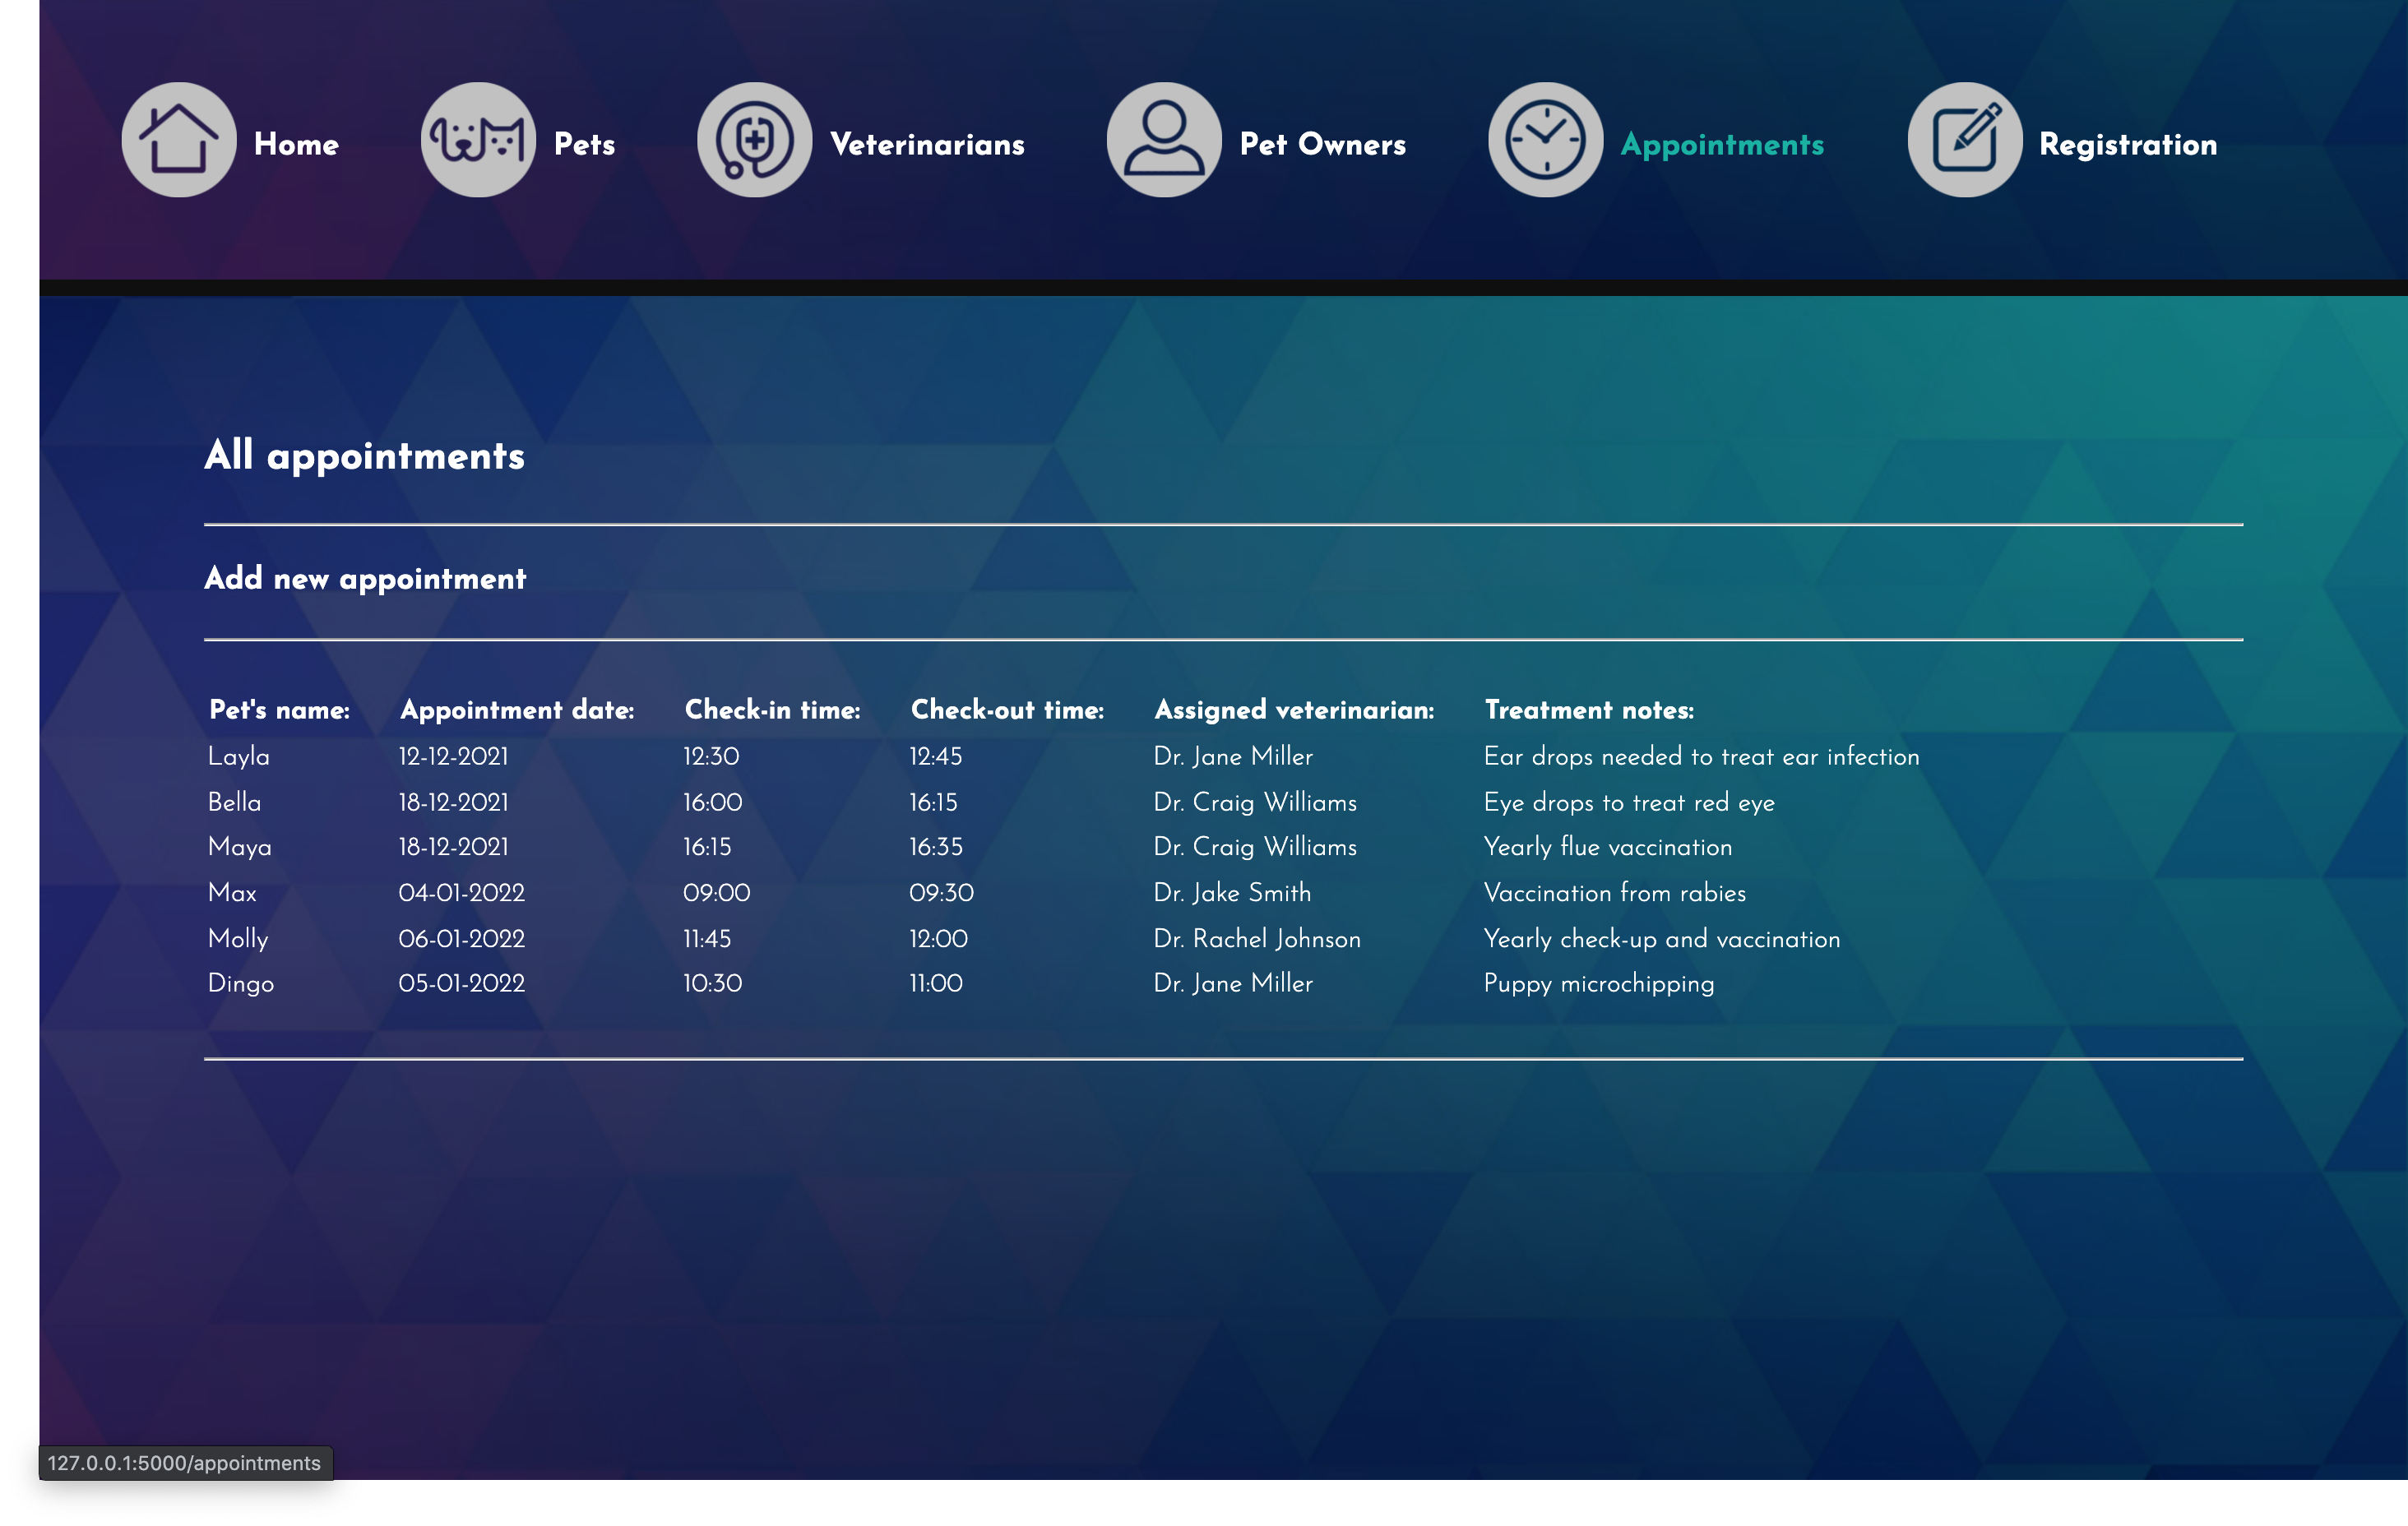 Home Pets Veterinarians Pet Owners Appointments Registration
All appointments
Add new appointment
Pet's name: Appointment date: Check-in time: Check-out time: Assigned veterinarian: Treatment notes:
Layla 12-12-2021 12:30 12:45 Dr. Jane Miller Ear drops needed to treat ear infection
Bella 18-12-2021 16:00 16:15 Dr. Craig Williams Eye drops to treat red eye
Maya 18-12-2021 16:15 16:35 Dr. Craig Williams Yearly flue vaccination
Max 04-01-2022 09:00 09:30 Dr. Jake Smith Vaccination from rabies
Molly 06-01-2022 11:45 12:00 Dr. Rachel Johnson Yearly check-up and vaccination
Dingo 05-01-2022 10:30 11:00 Dr. Jane Miller Puppy microchipping
127.0.0.1:5000/appointments